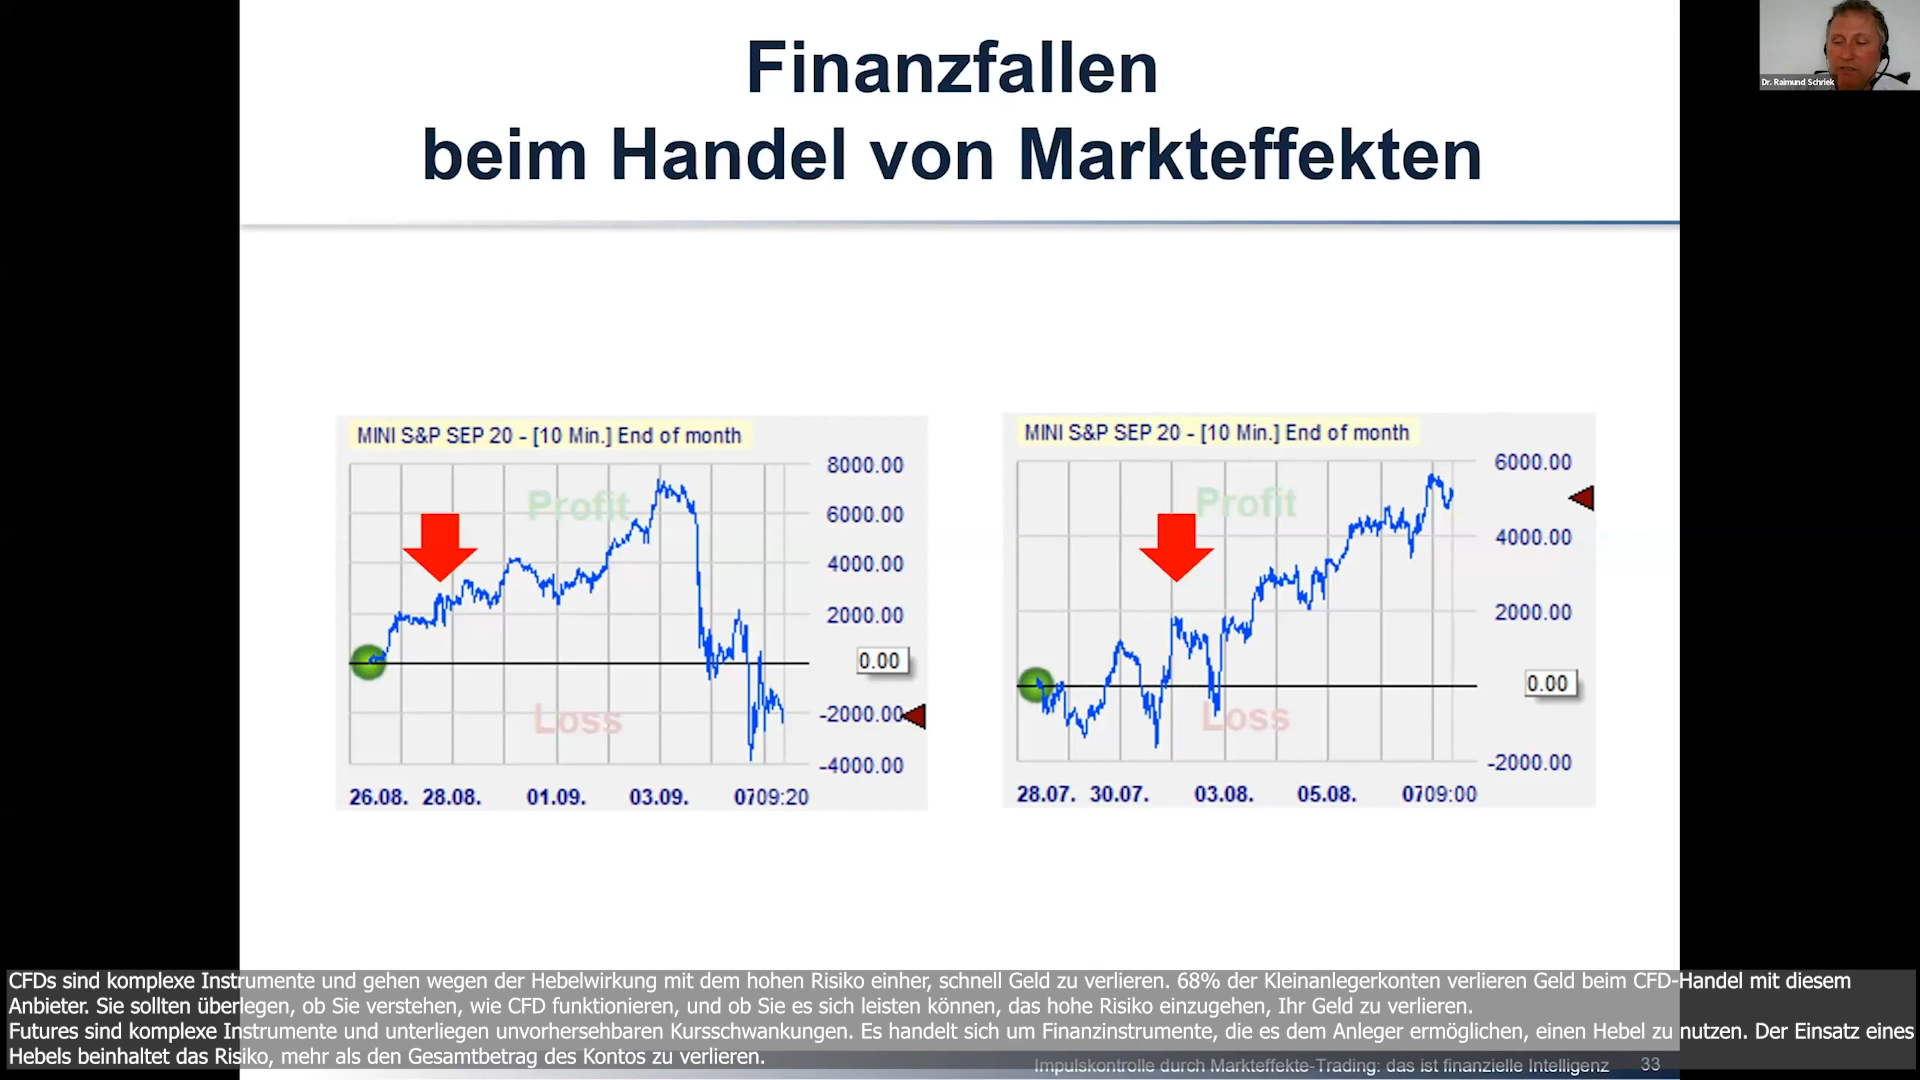 Finanzfallen
beim Handel von Markteffekten
Dr. Raimund Schriek
MINI S&P SEP 20 - [10 Min.] End of month
Profit
Loss
8000.00
6000.00
4000.00
2000.00
0.00
-2000.00
-4000.00
26.08. 28.08. 01.09. 03.09. 0709:20
MINI S&P SEP 20 - [10 Min.] End of month
Profit
Loss
6000.00
4000.00
2000.00
0.00
-2000.00
28.07. 30.07. 03.08. 05.08. 0709:00
CFDs sind komplexe Instrumente und gehen wegen der Hebelwirkung mit dem hohen Risiko einher, schnell Geld zu verlieren. 68% der Kleinanlegerkonten verlieren Geld beim CFD-Handel mit diesem
Anbieter. Sie sollten überlegen, ob Sie verstehen, wie CFD funktionieren, und ob Sie es sich leisten können, das hohe Risiko einzugehen, Ihr Geld zu verlieren.
Futures sind komplexe Instrumente und unterliegen unvorhersehbaren Kursschwankungen. Es handelt sich um Finanzinstrumente, die es dem Anleger ermöglichen, einen Hebel zu nutzen. Der Einsatz eines
Hebels beinhaltet das Risiko, mehr als den Gesamtbetrag des Kontos zu verlieren.
Impulskontrolle durch Markteffekte-Trading: das ist finanzielle Intelligenz 33